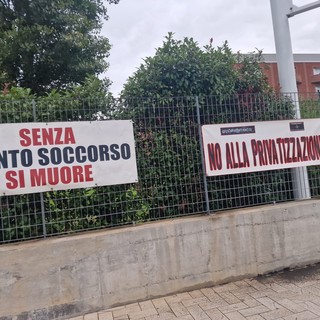 SENZA
NTO SOCCORSO
SI MUORE
NO ALLA PRIVATIZZAZION